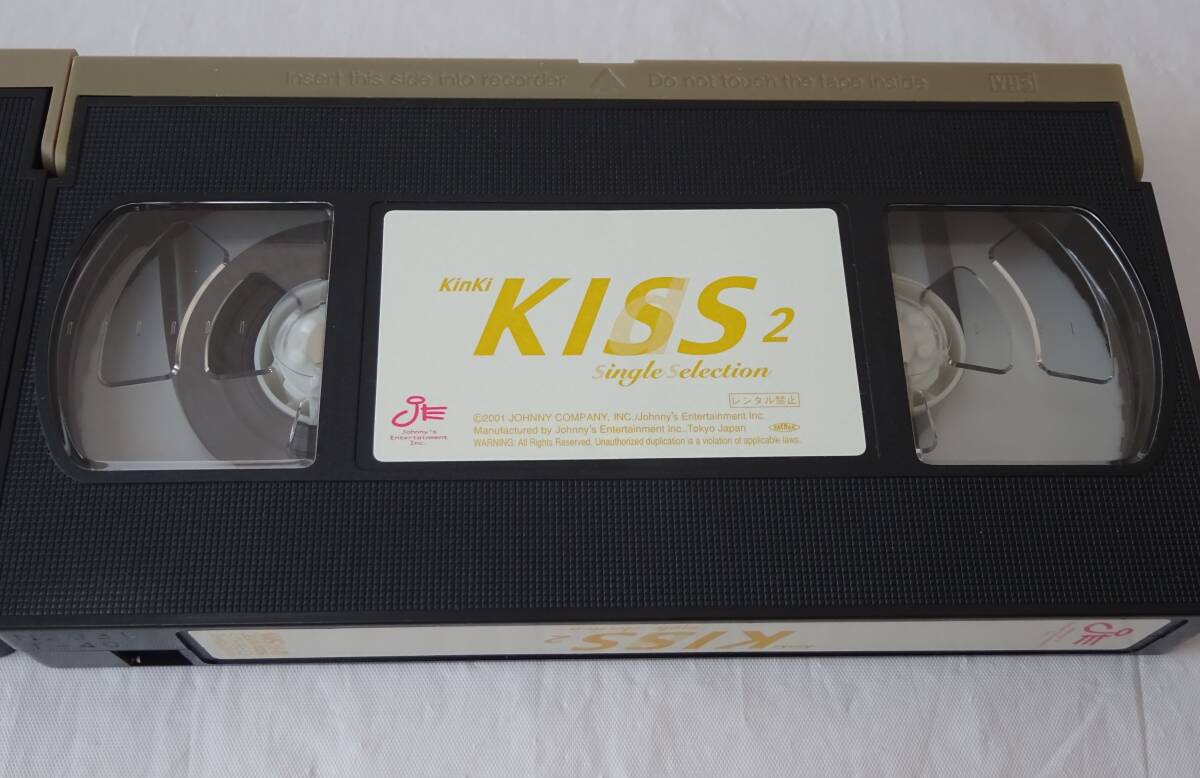 Insert this side into recorder △ Do not touch the tape inside VHS
KinKi
KISS 2
Single Selection
レンタル禁止
JE
Johnny's
Entertainment
Inc.
©2001 JOHNNY COMPANY, INC./Johnny's Entertainment Inc.
Manufactured by Johnny's Entertainment Inc.,Tokyo Japan
WARNING: All Rights Reserved. Unauthorized duplication is a violation of applicable laws.
KISS 2